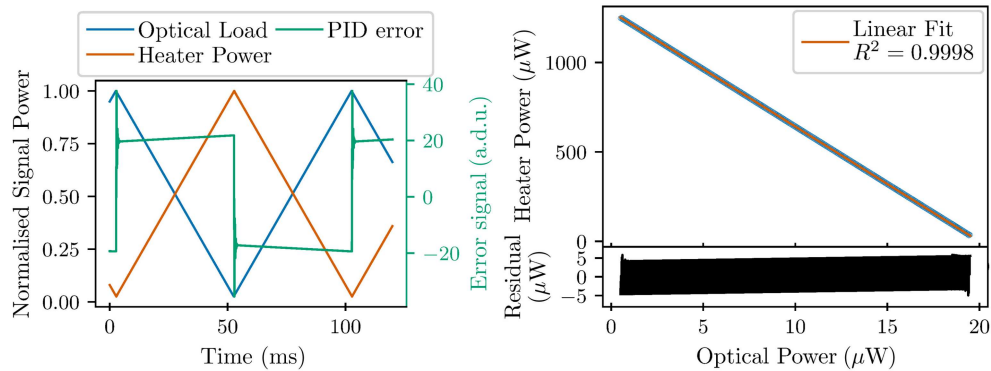 Optical Load
PID error
Heater Power
Normalised Signal Power
1.00
0.75
0.50
0.25
0.00
40
20
0
−20
Error signal (a.d.u.)
0
50
100
Time (ms)
Linear Fit
R² = 0.9998
Heater Power (μW)
1000
500
0
Residual
(μW)
5
0
−5
0
5
10
15
20
Optical Power (μW)